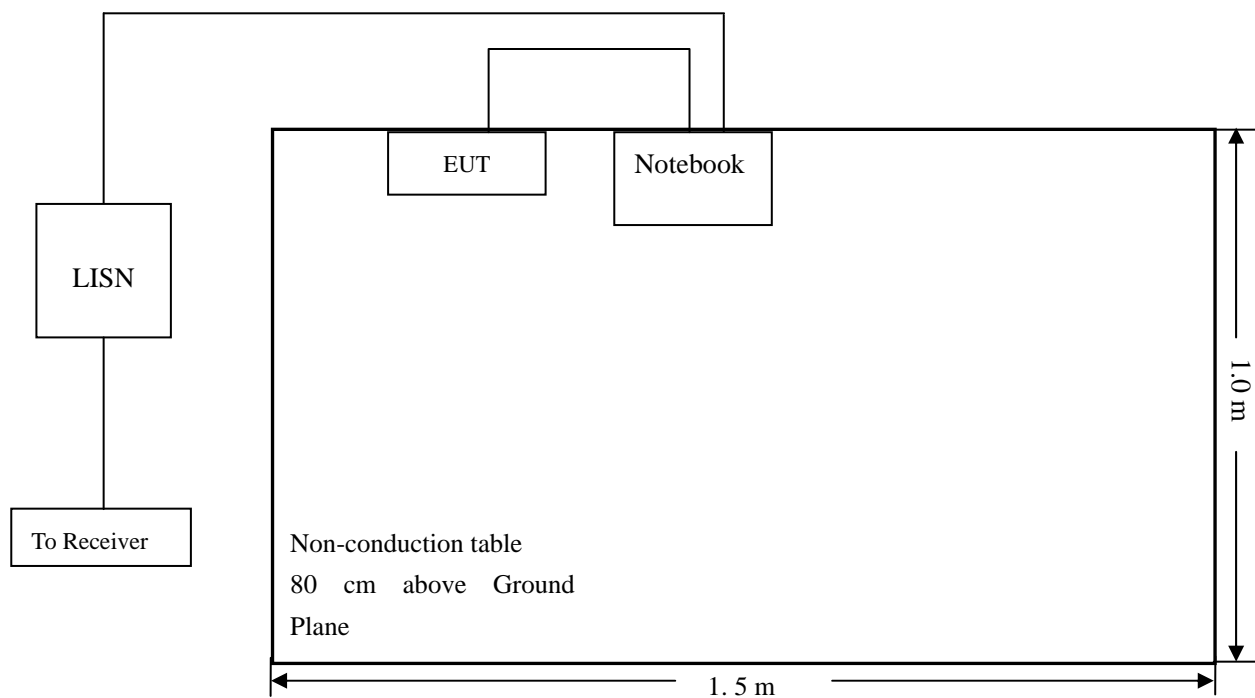 EUT
Notebook
LISN
1.0 m
To Receiver
Non-conduction table
80 cm above Ground
Plane
1. 5 m